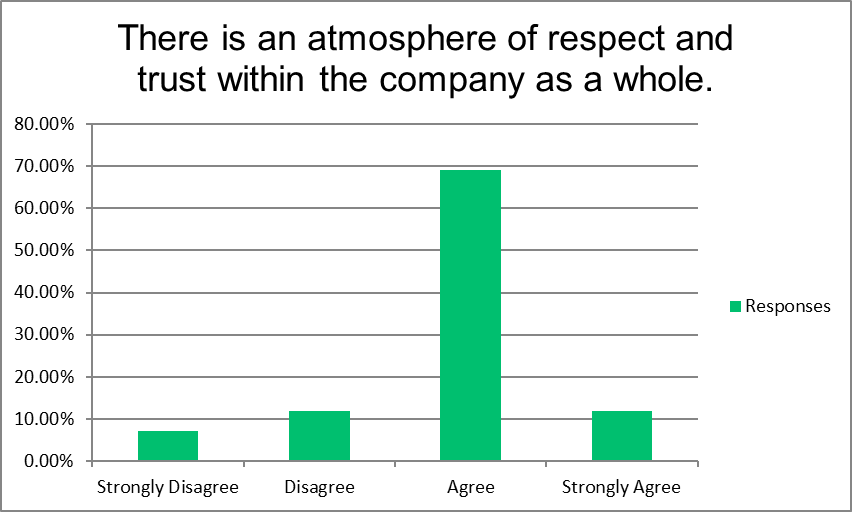 There is an atmosphere of respect and
trust within the company as a whole.
80.00%
70.00%
60.00%
50.00%
40.00%
30.00%
20.00%
10.00%
0.00%
Strongly Disagree
Disagree
Agree
Strongly Agree
Responses